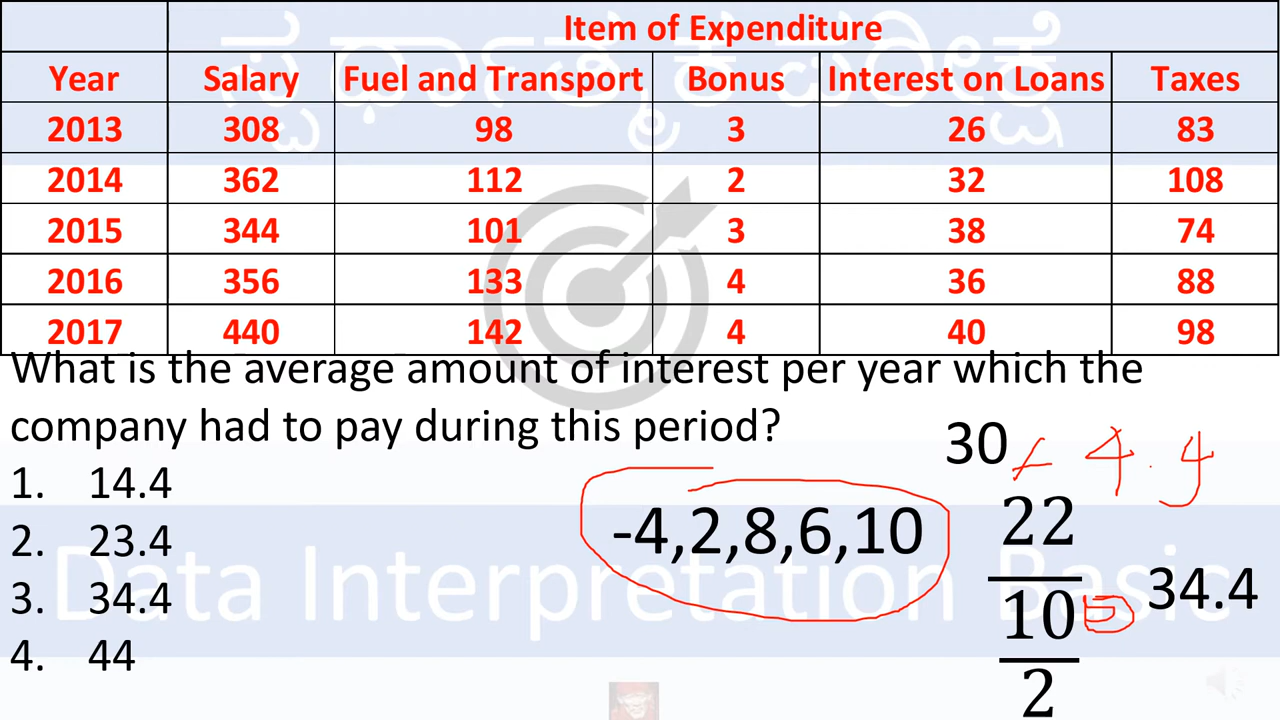 Item of Expenditure
Year Salary Fuel and Transport Bonus Interest on Loans Taxes
2013 308 98 3 26 83
2014 362 112 2 32 108
2015 344 101 3 38 74
2016 356 133 4 36 88
2017 440 142 4 40 98
What is the average amount of interest per year which the
company had to pay during this period?
1. 14.4
2. 23.4
3. 34.4
4. 44
-4,2,8,6,10
30 + 4.4
22
10
2
5
34.4
Data Interpretation Basic